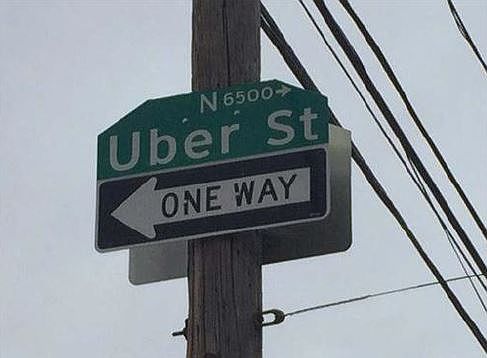 N 6500→
Uber St
ONE WAY